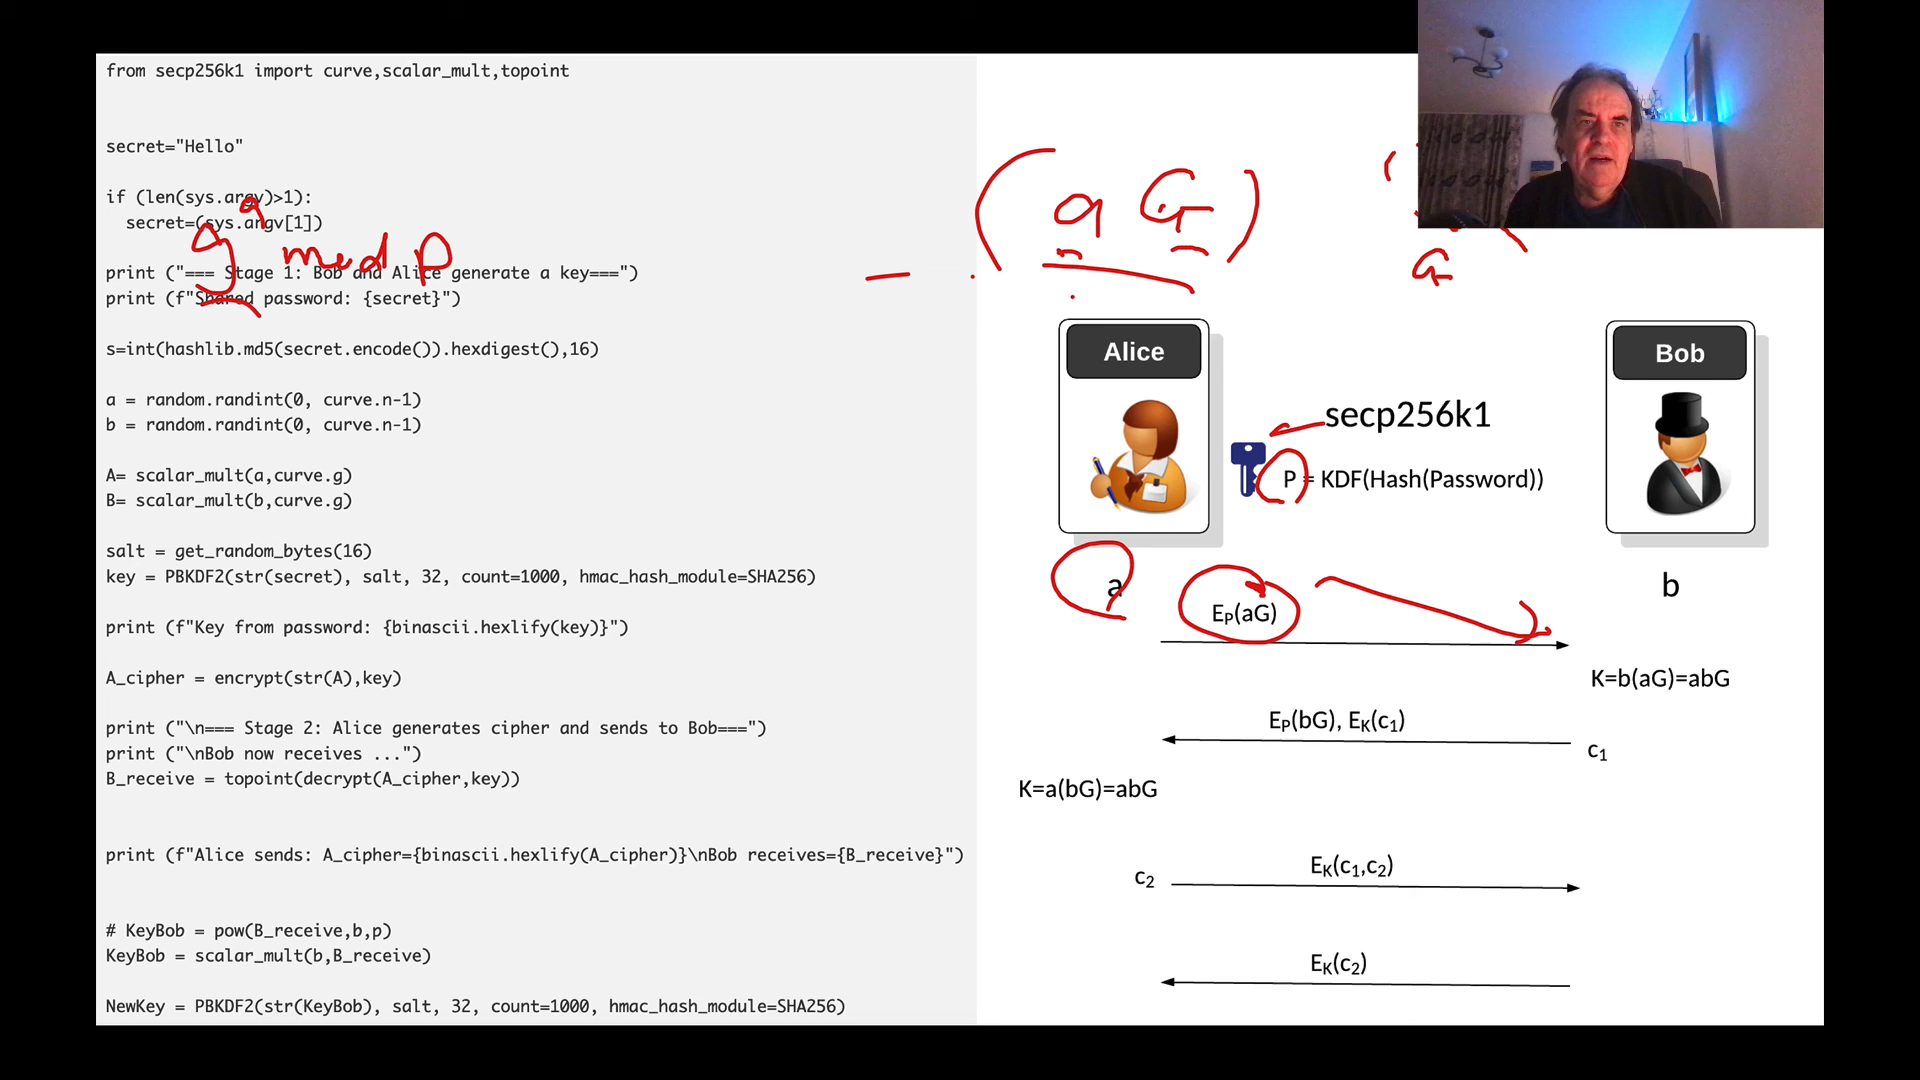 from secp256k1 import curve,scalar_mult,topoint
secret="Hello"
if (len(sys.argv)>1):
  secret=(sys.argv[1])
print ("=== Stage 1: Bob and Alice generate a key===")
print (f"Shared password: {secret}")
s=int(hashlib.md5(secret.encode()).hexdigest(),16)
a = random.randint(0, curve.n-1)
b = random.randint(0, curve.n-1)
A= scalar_mult(a,curve.g)
B= scalar_mult(b,curve.g)
salt = get_random_bytes(16)
key = PBKDF2(str(secret), salt, 32, count=1000, hmac_hash_module=SHA256)
print (f"Key from password: {binascii.hexlify(key)}")
A_cipher = encrypt(str(A),key)
print ("\n=== Stage 2: Alice generates cipher and sends to Bob===")
print ("\nBob now receives ...")
B_receive = topoint(decrypt(A_cipher,key))
print (f"Alice sends: A_cipher={binascii.hexlify(A_cipher)}\nBob receives={B_receive}")
# KeyBob = pow(B_receive,b,p)
KeyBob = scalar_mult(b,B_receive)
NewKey = PBKDF2(str(KeyBob), salt, 32, count=1000, hmac_hash_module=SHA256)
g^a mod p
(a G)
G
Alice
Bob
secp256k1
P = KDF(Hash(Password))
a
b
E_P(aG)
K=b(aG)=abG
E_P(bG), E_K(c₁)
c₁
K=a(bG)=abG
c₂
E_K(c₁,c₂)
E_K(c₂)